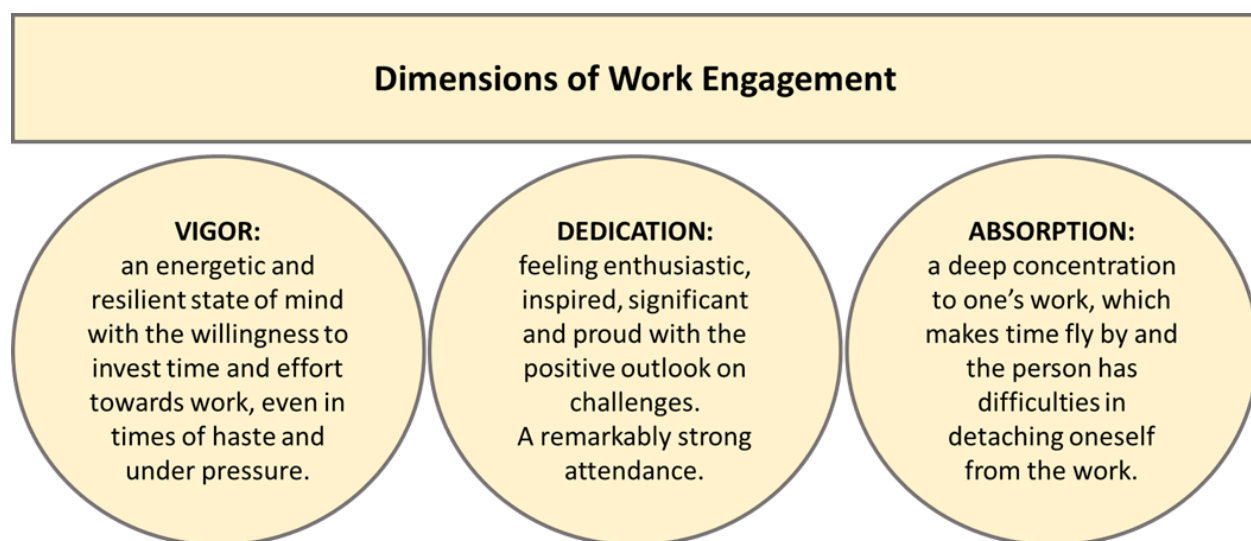 Dimensions of Work Engagement
VIGOR:
an energetic and
resilient state of mind
with the willingness to
invest time and effort
towards work, even in
times of haste and
under pressure.
DEDICATION:
feeling enthusiastic,
inspired, significant
and proud with the
positive outlook on
challenges.
A remarkably strong
attendance.
ABSORPTION:
a deep concentration
to one’s work, which
makes time fly by and
the person has
difficulties in
detaching oneself
from the work.